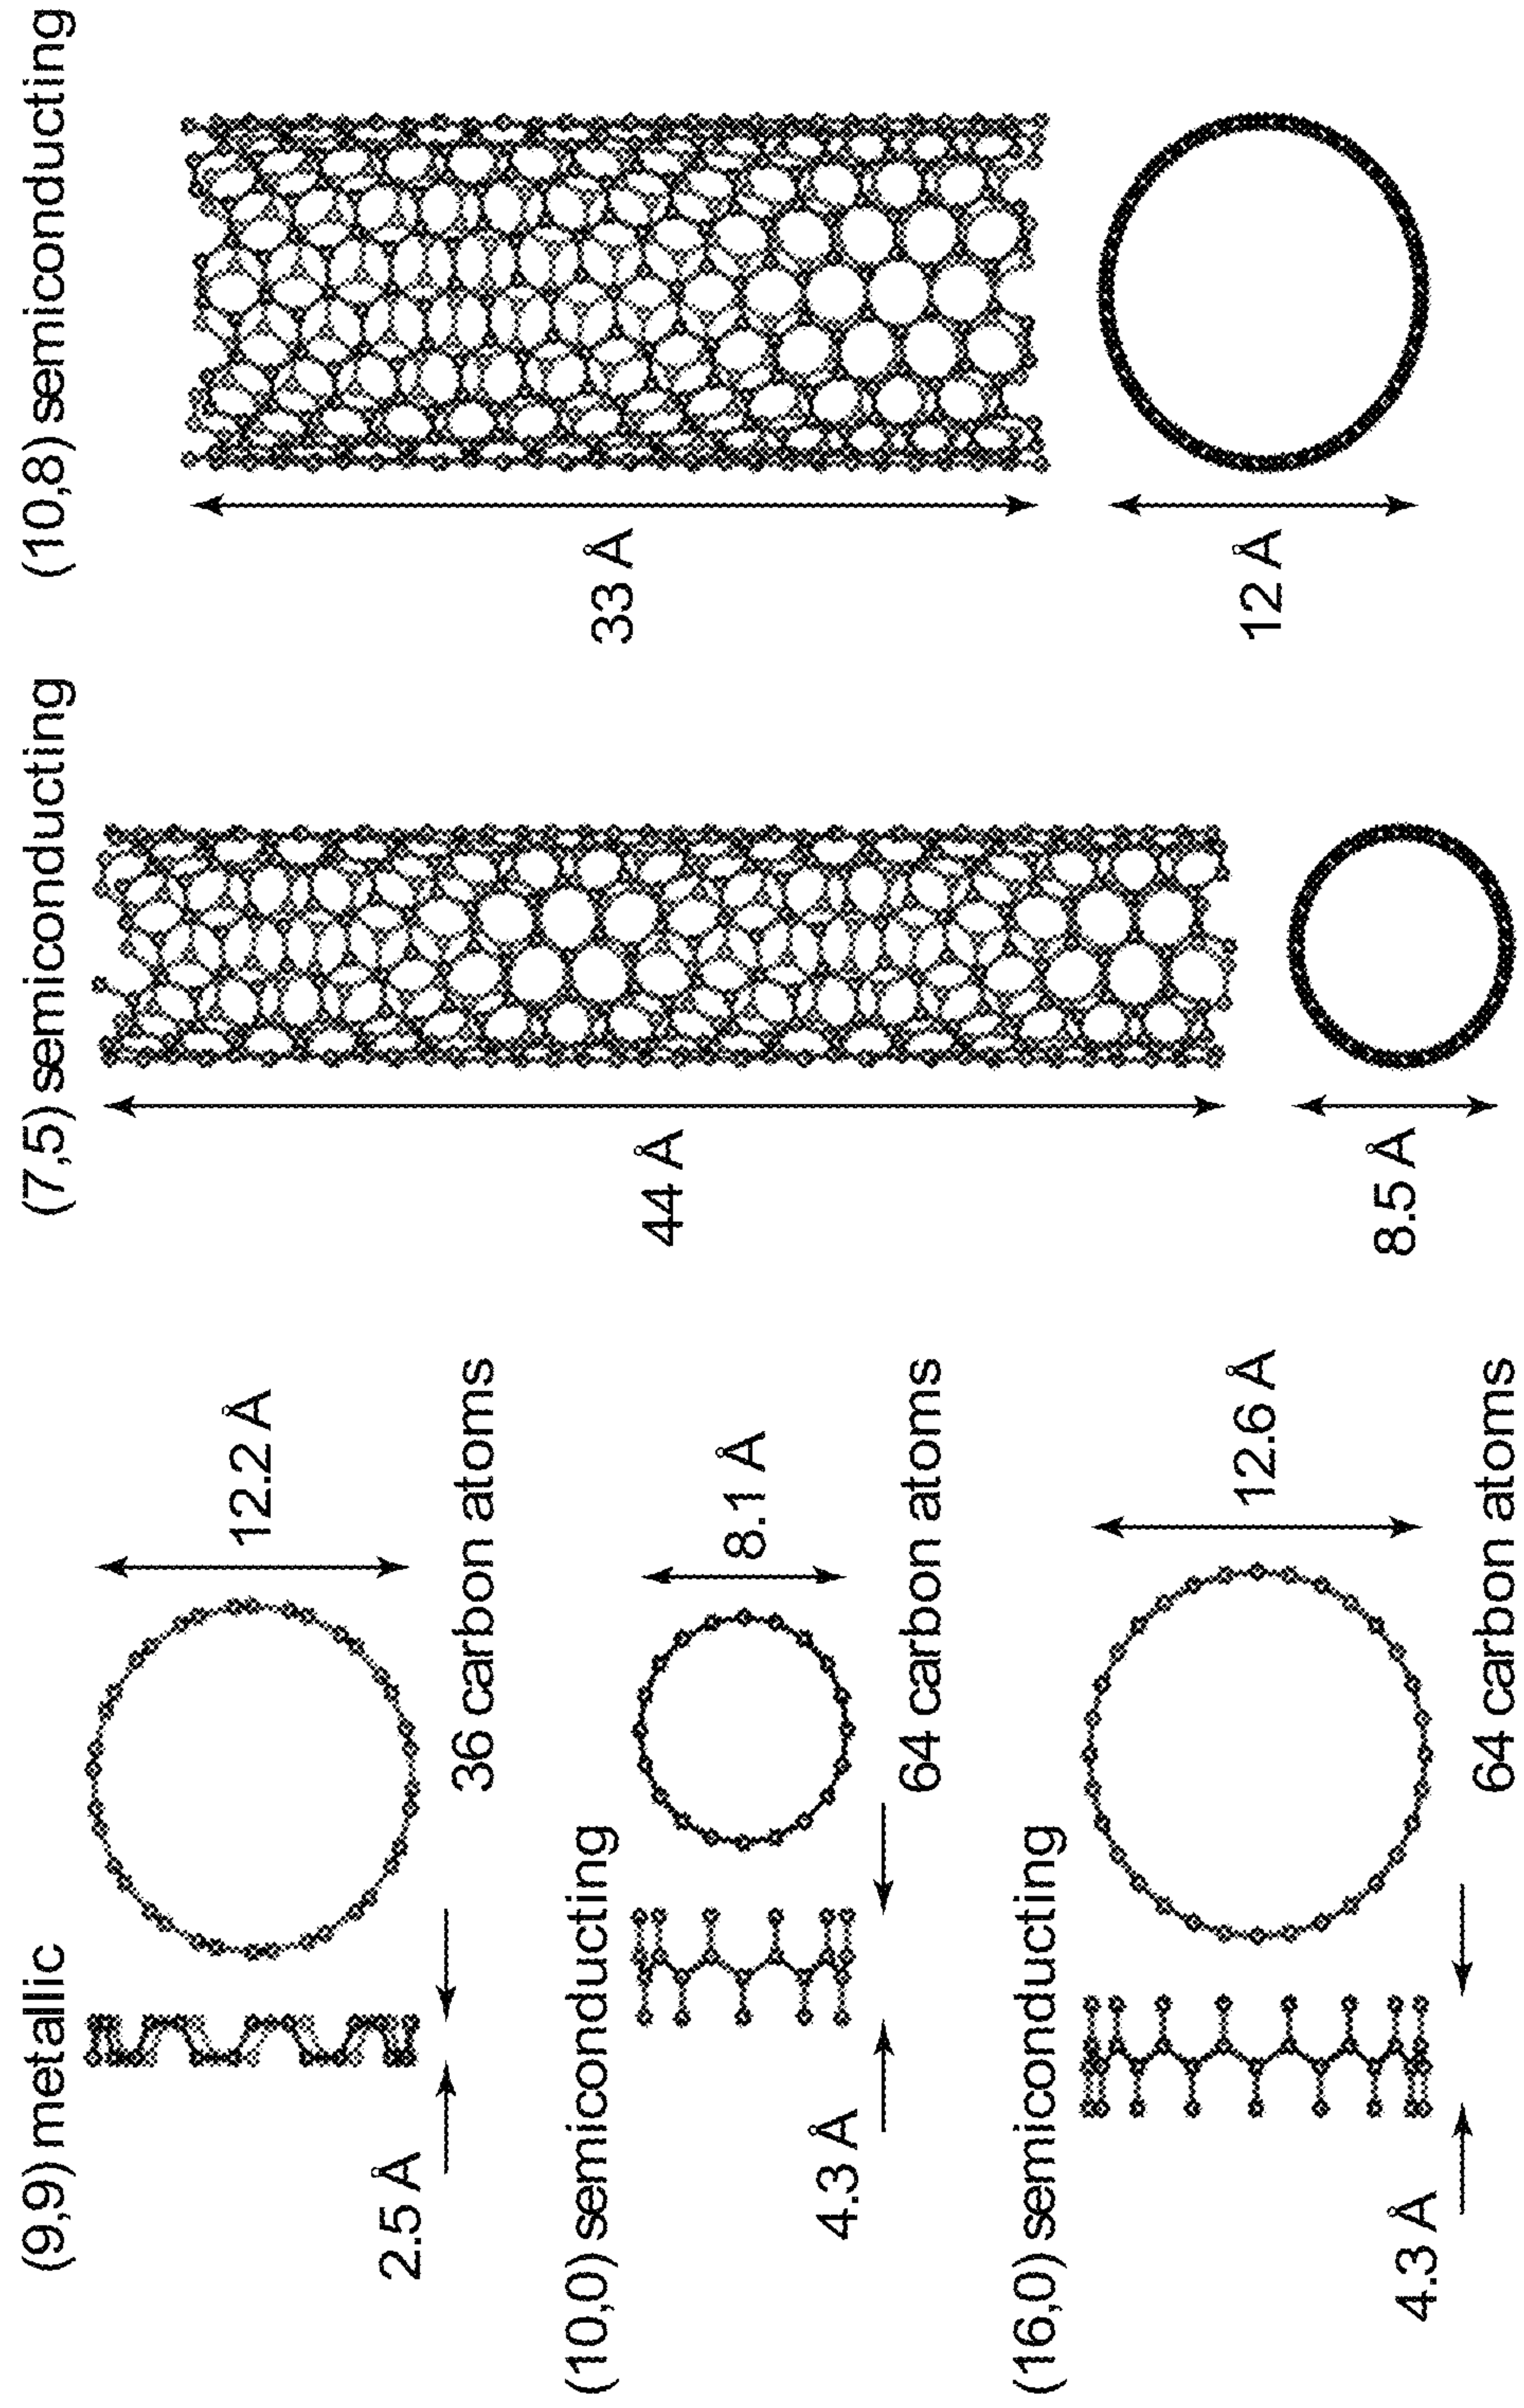 (9,9) metallic
2.5 Å
12.2 Å
36 carbon atoms
(10,0) semiconducting
4.3 Å
8.1 Å
64 carbon atoms
(16,0) semiconducting
4.3 Å
12.6 Å
64 carbon atoms
(7,5) semiconducting
44 Å
8.5 Å
(10,8) semiconducting
33 Å
12 Å